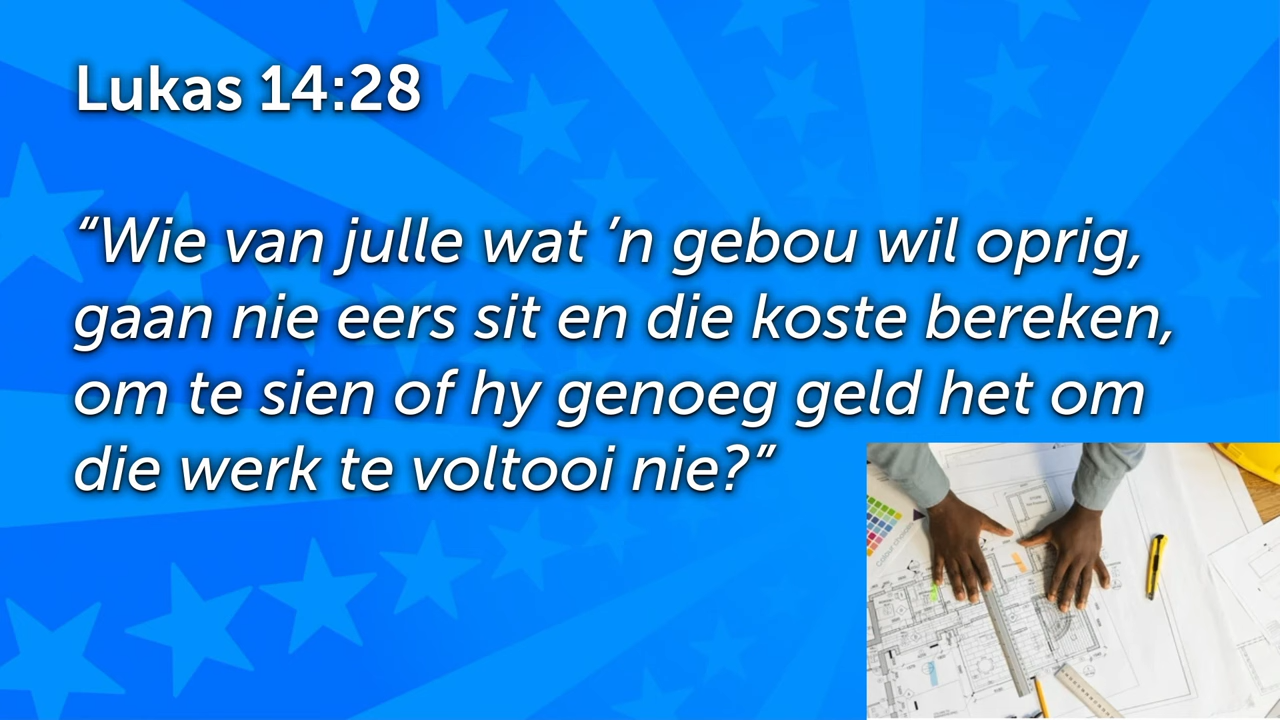 Lukas 14:28
“Wie van julle wat ’n gebou wil oprig,
gaan nie eers sit en die koste bereken,
om te sien of hy genoeg geld het om
die werk te voltooi nie?”